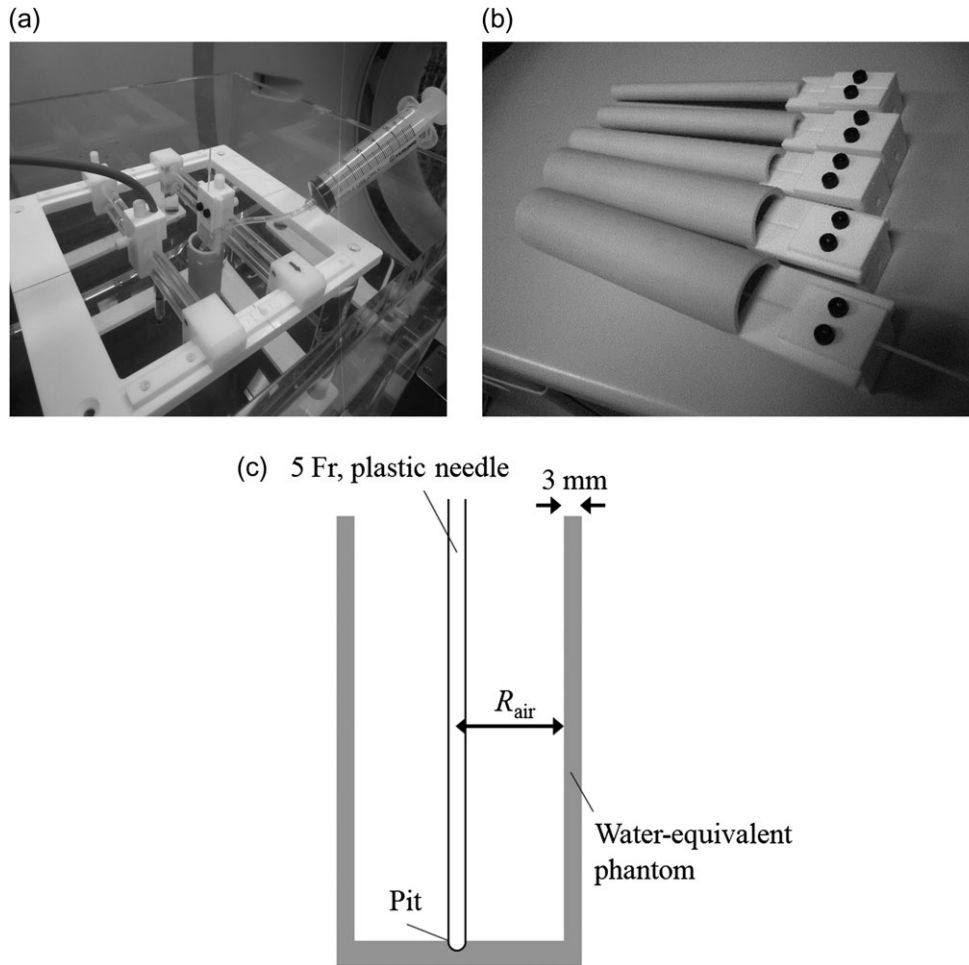 (a)
(b)
(c)
5 Fr, plastic needle
3 mm
R_air
Water-equivalent
phantom
Pit